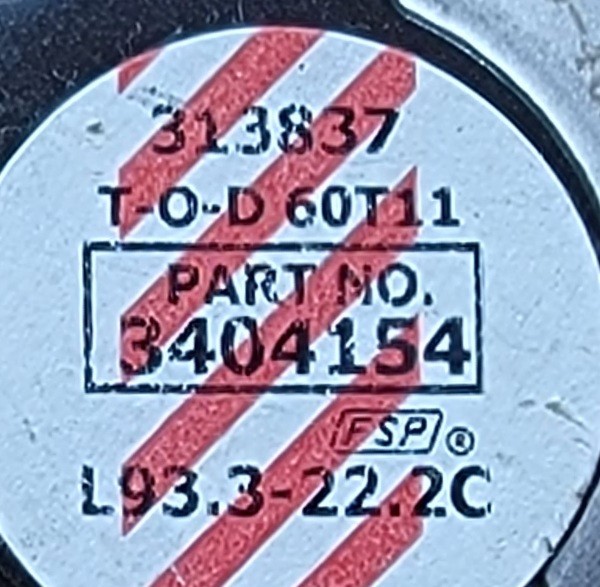 313837
T-O-D 60T11
PART NO.
3404154
FSP®
L93.3-22.2C